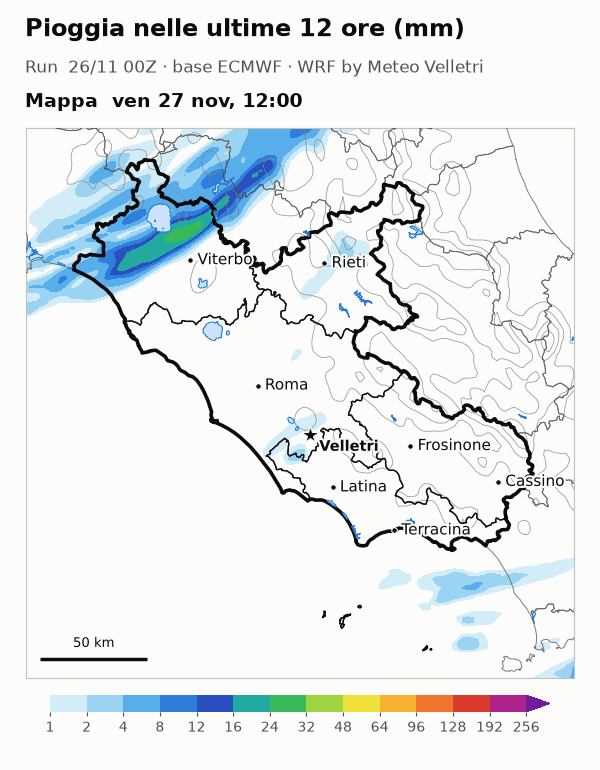 Pioggia nelle ultime 12 ore (mm)
Run 26/11 00Z · base ECMWF · WRF by Meteo Velletri
Mappa ven 27 nov, 12:00
Viterbo
Rieti
Roma
Velletri
Frosinone
Latina
Cassino
Terracina
50 km
1 2 4 8 12 16 24 32 48 64 96 128 192 256